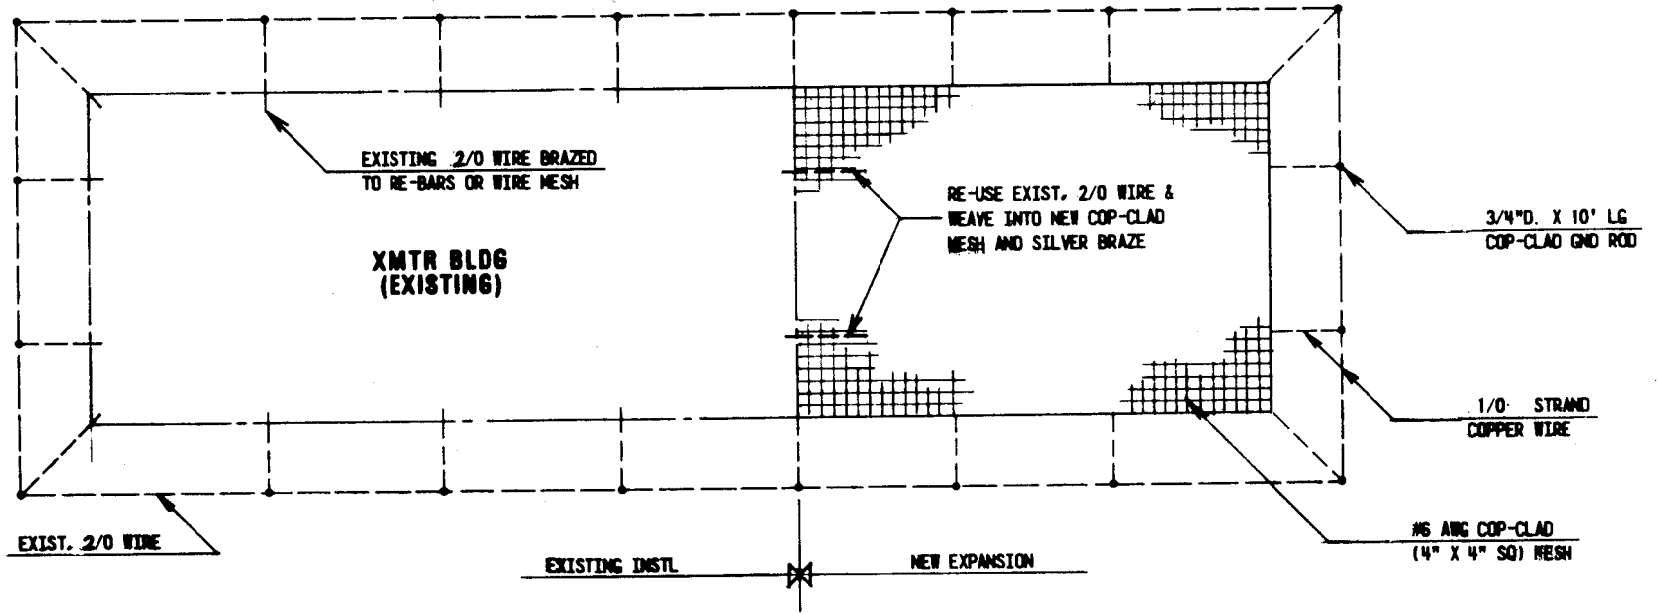 EXISTING 2/0 WIRE BRAZED
TO RE-BARS OR WIRE MESH
RE-USE EXIST. 2/0 WIRE &
WEAVE INTO NEW COP-CLAD
MESH AND SILVER BRAZE
3/4"D. X 10' LG
COP-CLAD GND ROD
XMTR BLDG
(EXISTING)
1/0 STRAND
COPPER WIRE
#6 AWG COP-CLAD
(4" X 4" SQ) MESH
EXIST. 2/0 WIRE
EXISTING INSTL
NEW EXPANSION